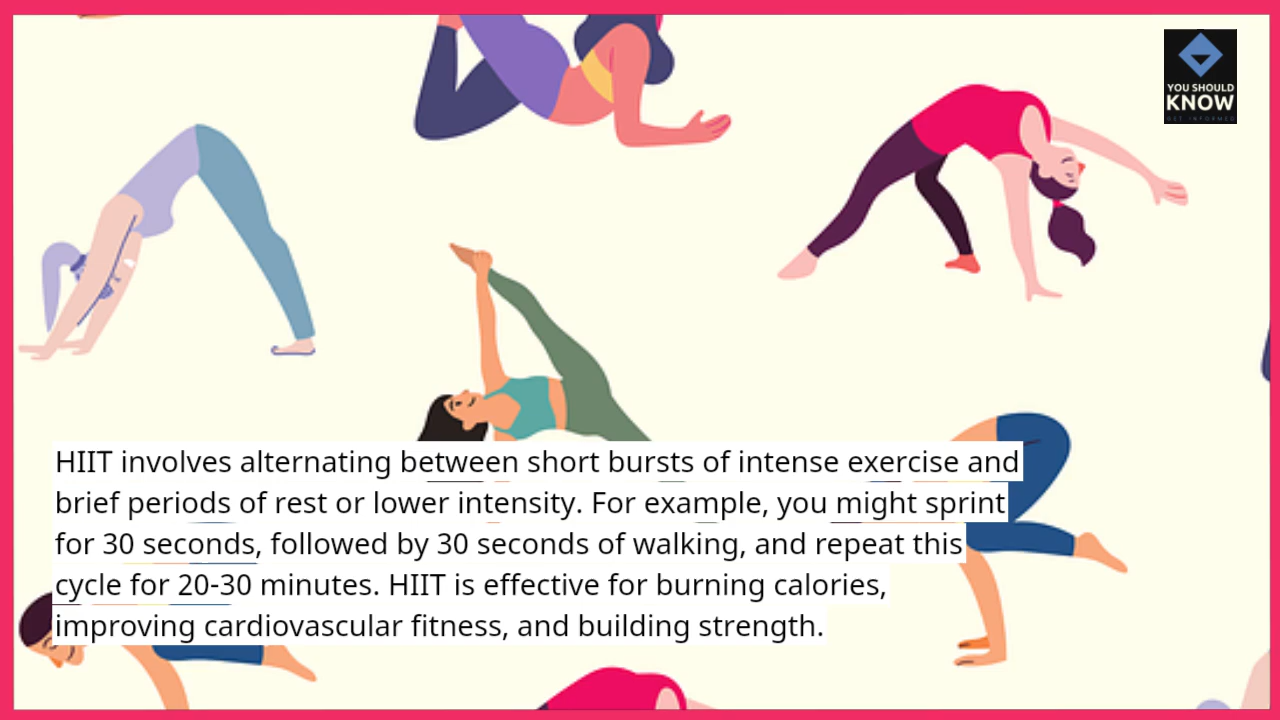 YOU SHOULD
KNOW
GET INFORMED
HIIT involves alternating between short bursts of intense exercise and
brief periods of rest or lower intensity. For example, you might sprint
for 30 seconds, followed by 30 seconds of walking, and repeat this
cycle for 20-30 minutes. HIIT is effective for burning calories,
improving cardiovascular fitness, and building strength.